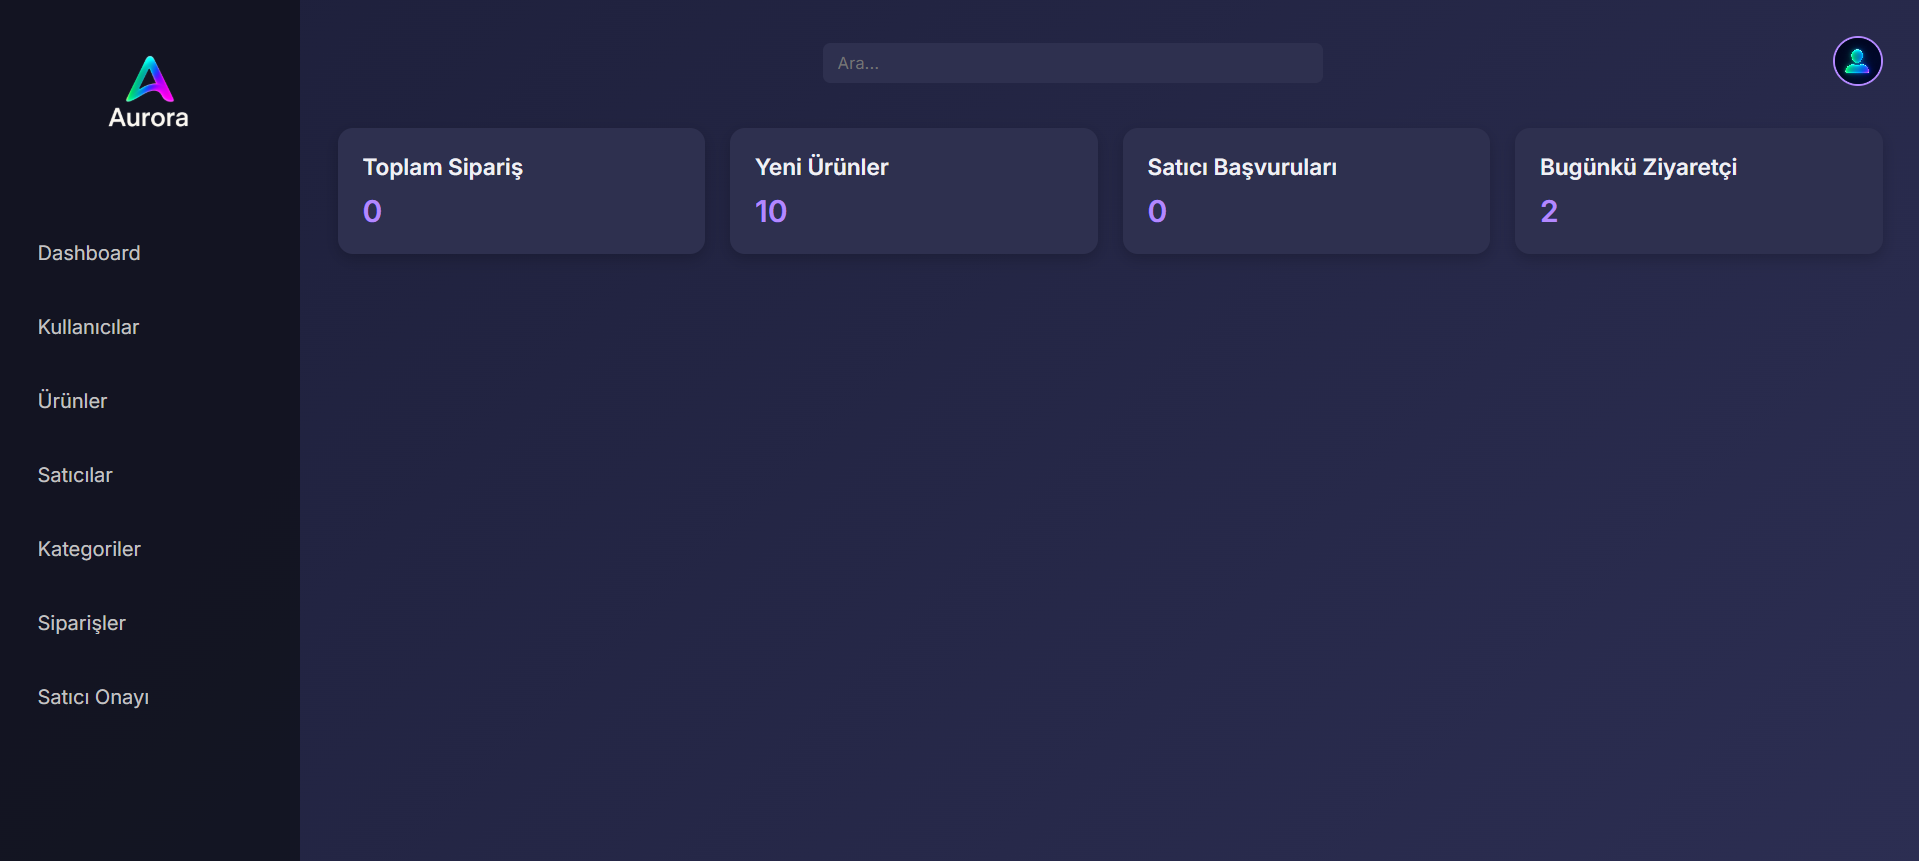 Aurora
Dashboard
Kullanıcılar
Ürünler
Satıcılar
Kategoriler
Siparişler
Satıcı Onayı
Ara...
Toplam Sipariş
0
Yeni Ürünler
10
Satıcı Başvuruları
0
Bugünkü Ziyaretçi
2